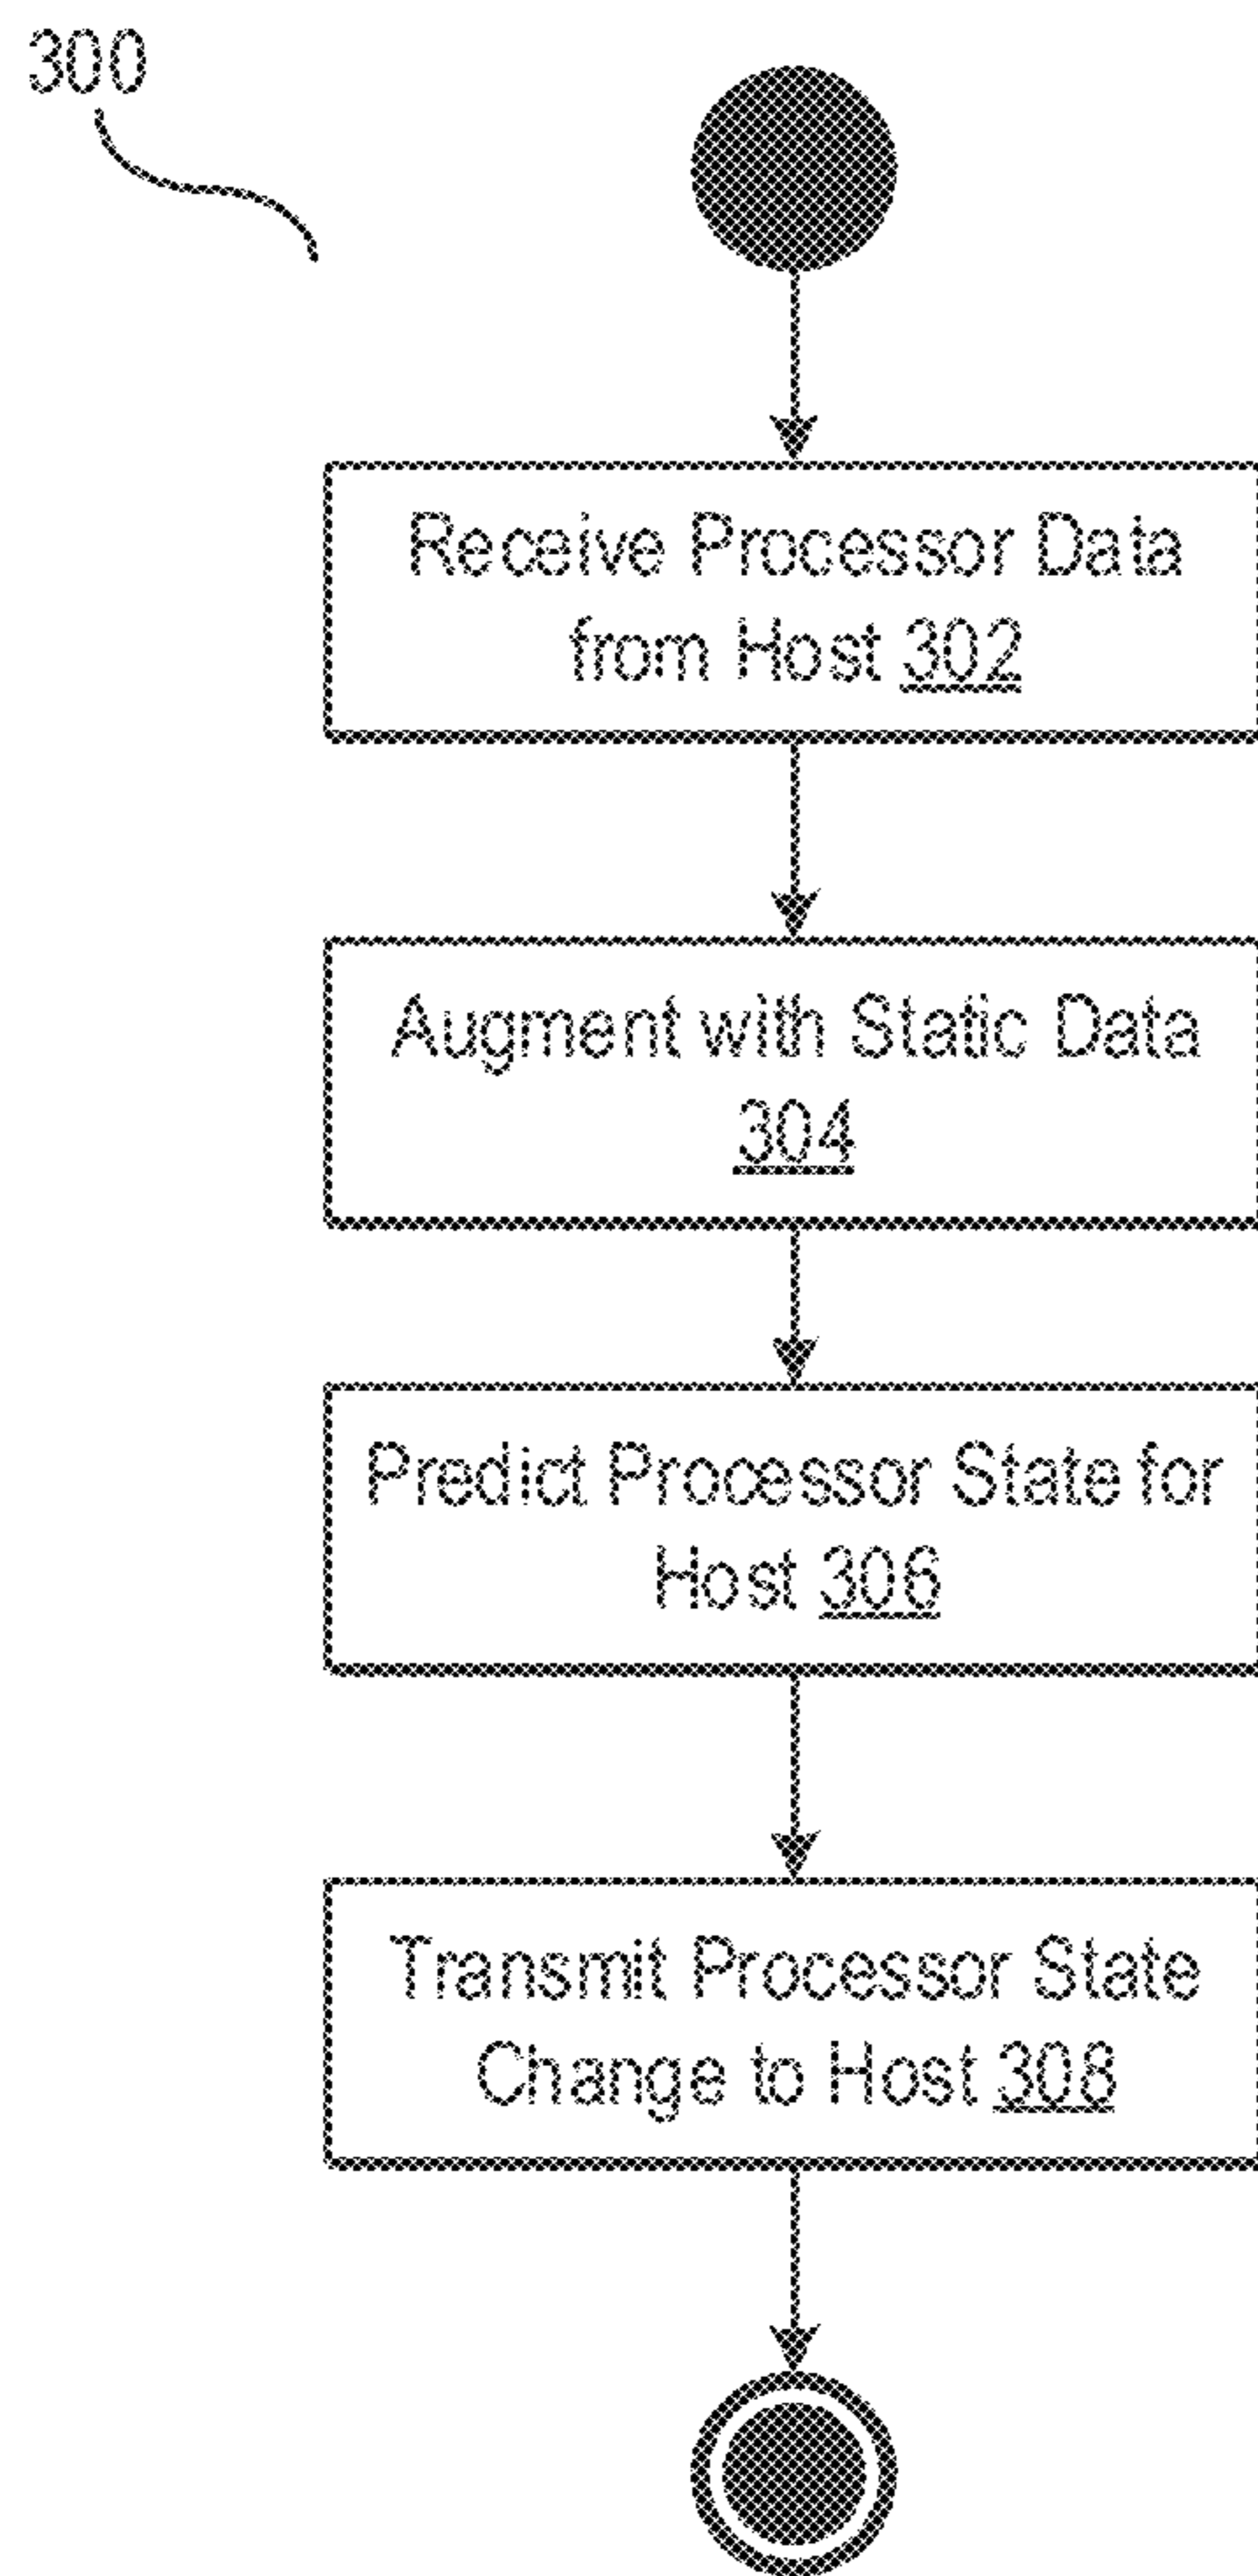 300
Receive Processor Data
from Host 302
Augment with Static Data
304
Predict Processor State for
Host 306
Transmit Processor State
Change to Host 308